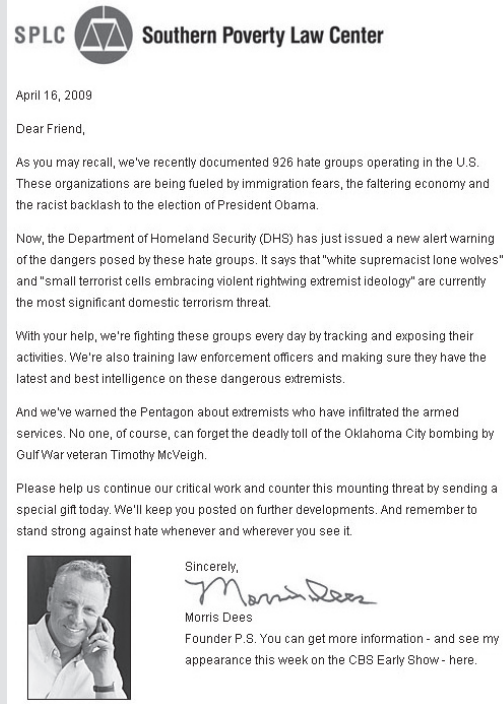 SPLC Southern Poverty Law Center
April 16, 2009
Dear Friend,
As you may recall, we've recently documented 926 hate groups operating in the U.S.
These organizations are being fueled by immigration fears, the faltering economy and
the racist backlash to the election of President Obama.
Now, the Department of Homeland Security (DHS) has just issued a new alert warning
of the dangers posed by these hate groups. It says that "white supremacist lone wolves"
and "small terrorist cells embracing violent rightwing extremist ideology" are currently
the most significant domestic terrorism threat.
With your help, we're fighting these groups every day by tracking and exposing their
activities. We're also training law enforcement officers and making sure they have the
latest and best intelligence on these dangerous extremists.
And we've warned the Pentagon about extremists who have infiltrated the armed
services. No one, of course, can forget the deadly toll of the Oklahoma City bombing by
Gulf War veteran Timothy McVeigh.
Please help us continue our critical work and counter this mounting threat by sending a
special gift today. We'll keep you posted on further developments. And remember to
stand strong against hate whenever and wherever you see it.
Sincerely,
Morris Dees
Morris Dees
Founder P.S. You can get more information - and see my
appearance this week on the CBS Early Show - here.